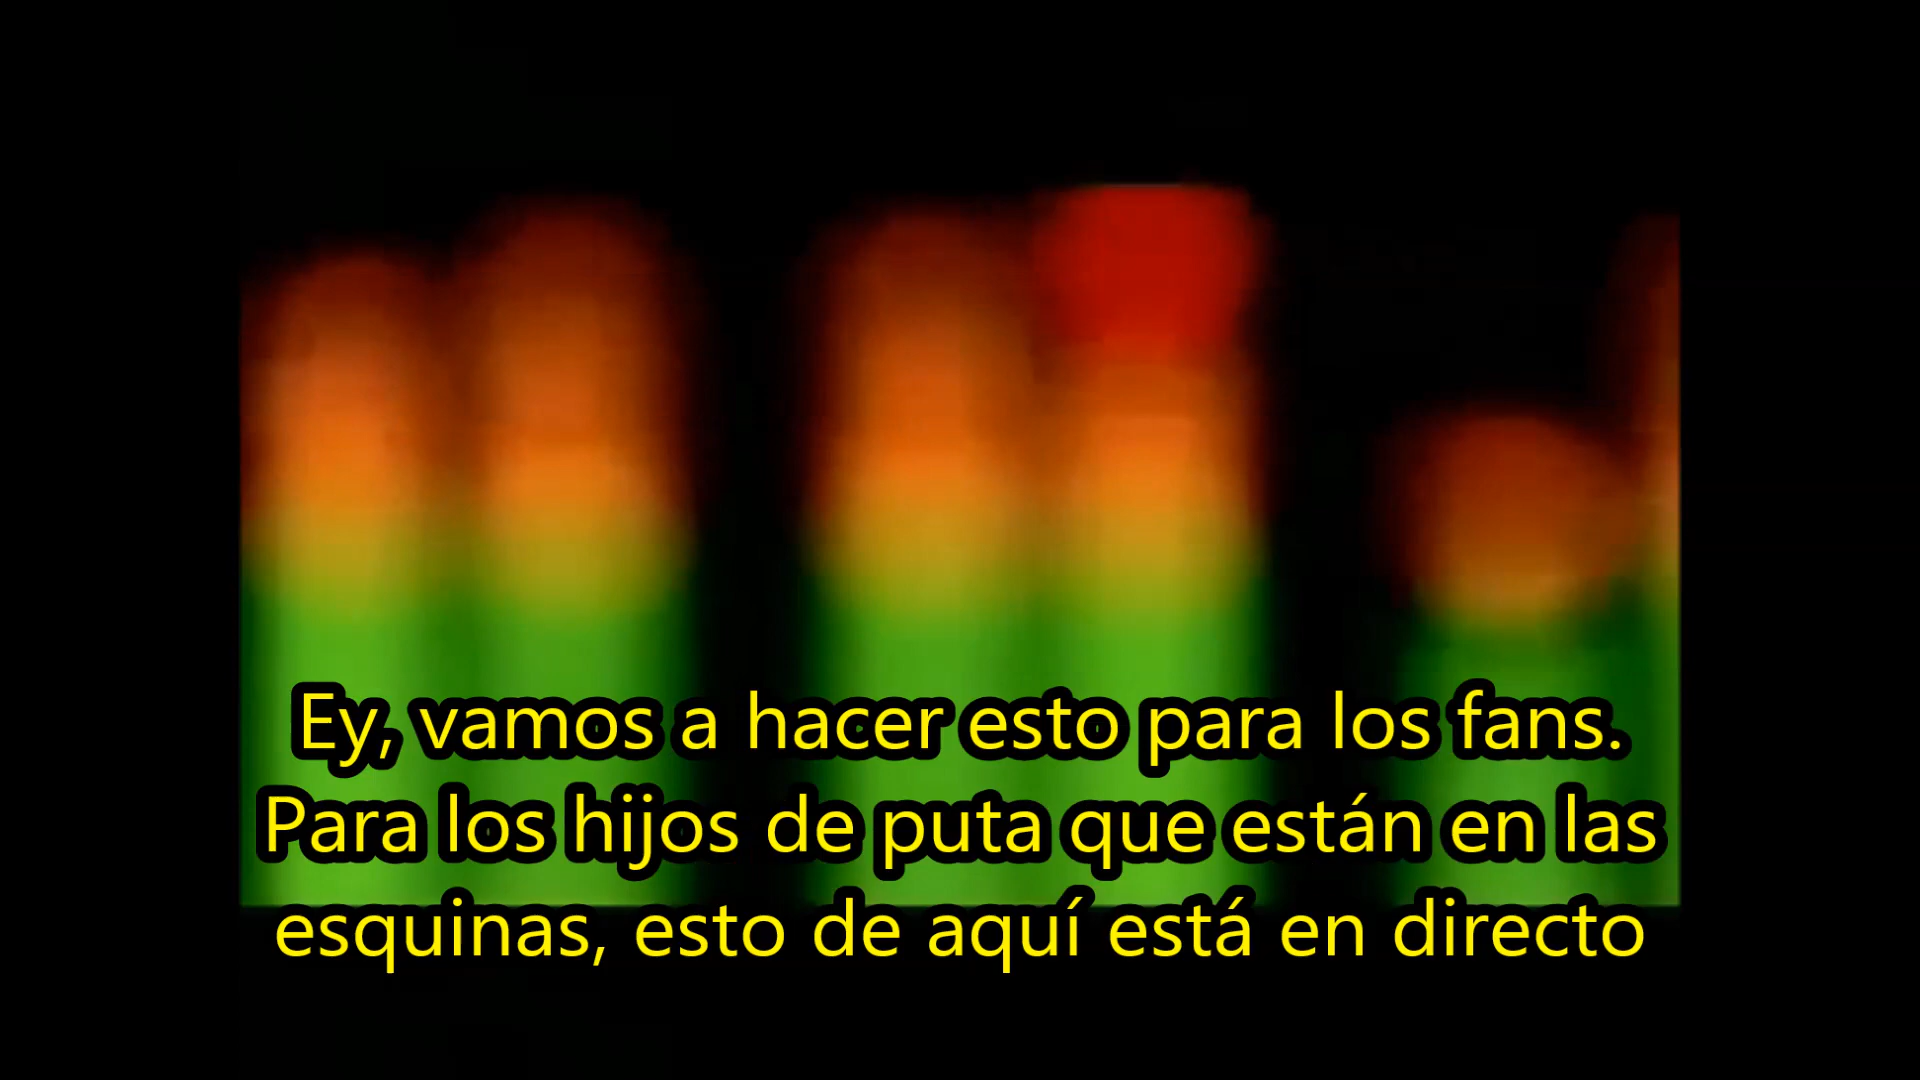 Ey, vamos a hacer esto para los fans.
Para los hijos de puta que están en las
esquinas, esto de aquí está en directo